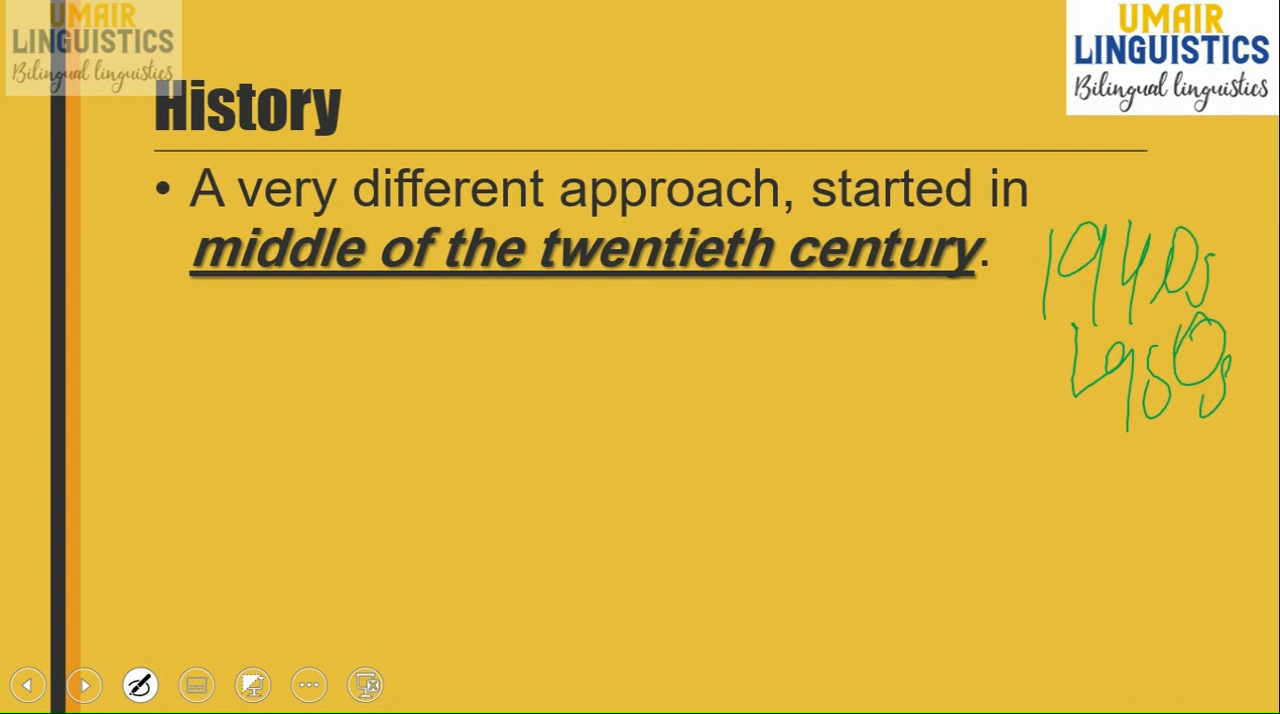 UMAIR
LINGUISTICS
Bilingual linguistics
UMAIR
LINGUISTICS
Bilingual linguistics
History
• A very different approach, started in
middle of the twentieth century.
1940s
1950s